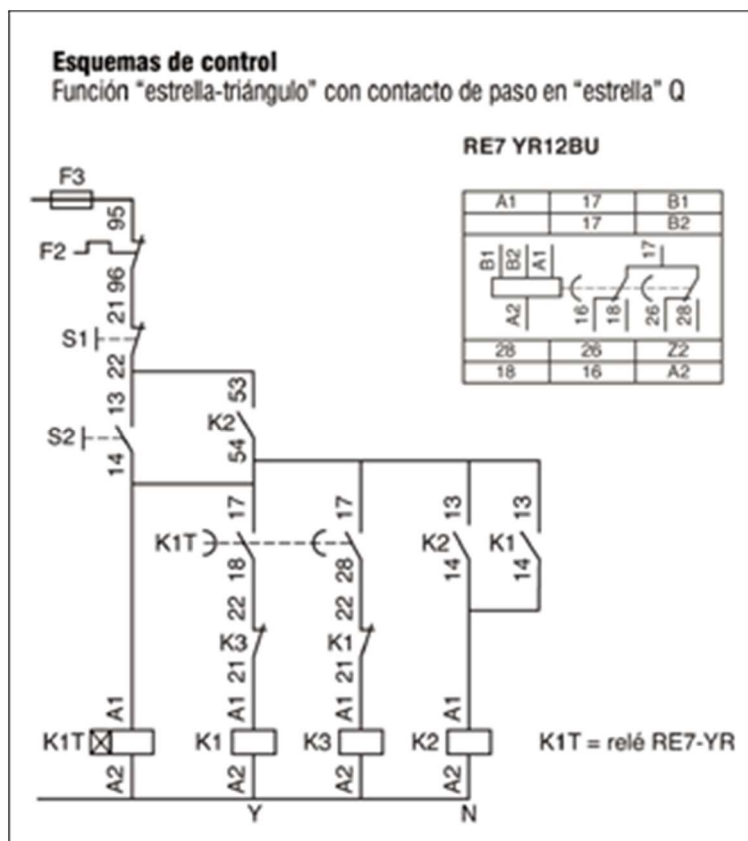 Esquemas de control
Función "estrella-triángulo" con contacto de paso en "estrella" Q
RE7 YR12BU
A1 17 B1
17 B2
B1 B2 A1 17
A2 16 18 26 28
28 26 Z2
18 16 A2
F3
95
F2
96
21
S1
22
13 53
S2 K2
14 54
17 17 13 13
K1T K2 K1
18 28 14 14
22 22
K3 K1
21 21
A1 A1 A1 A1
K1T K1 K3 K2 K1T = relé RE7-YR
A2 A2 A2 A2
Y N